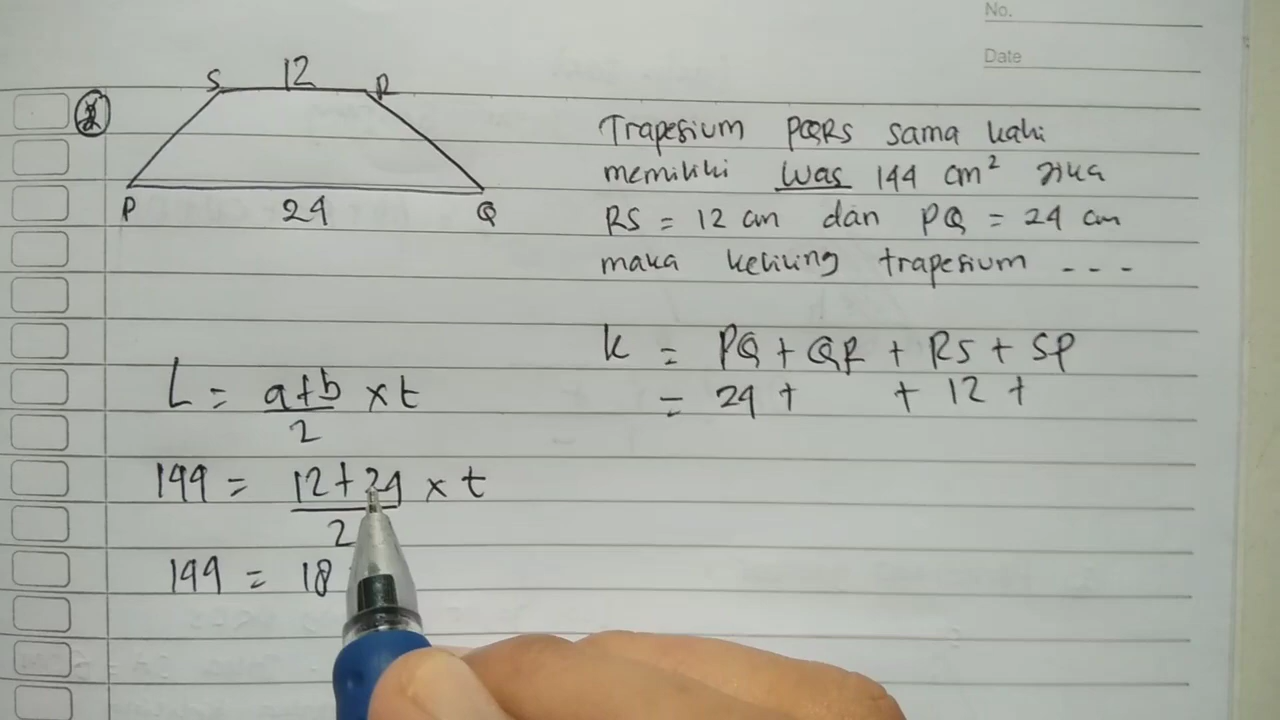 No.
Date
S 12 R
P 24 Q
Trapesium PQRS sama kaki
memiliki luas 144 cm² jika
RS = 12 cm dan PQ = 24 cm
maka keliling trapesium ---
K = PQ + QR + RS + SP
= 24 + + 12 +
L = a+b/2 × t
144 = 12+24/2 × t
144 = 18